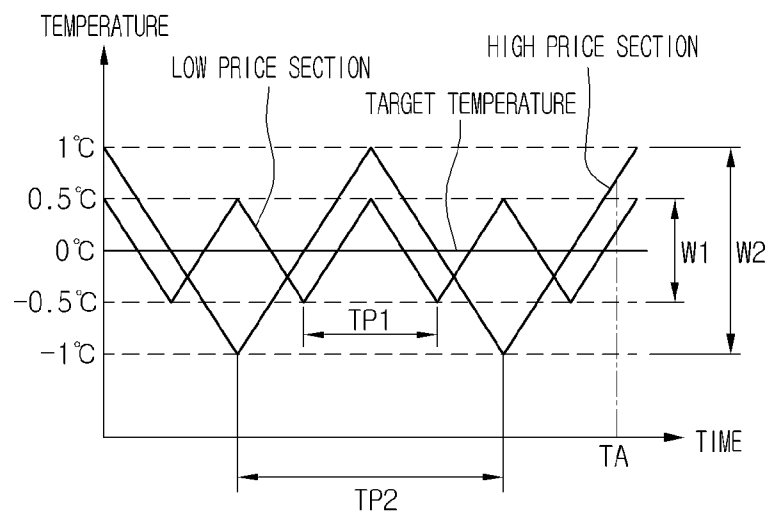 TEMPERATURE
HIGH PRICE SECTION
LOW PRICE SECTION
TARGET TEMPERATURE
1℃
0.5℃
0℃
-0.5℃
-1℃
W1
W2
TP1
TIME
TA
TP2